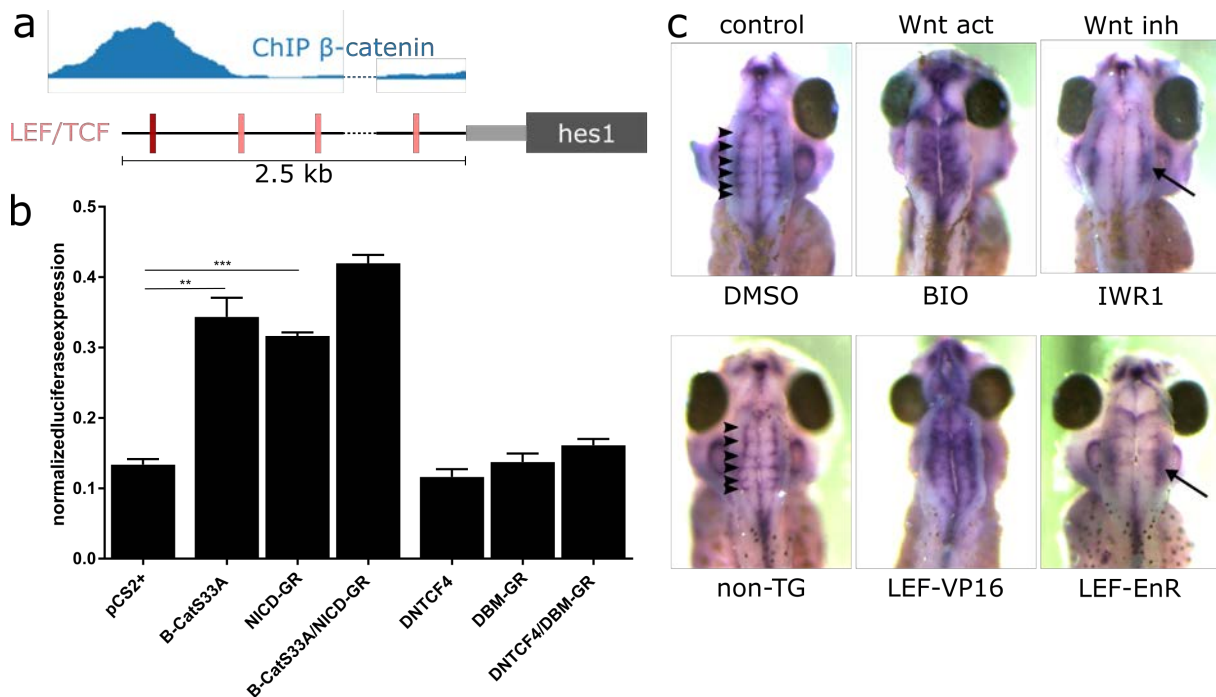 a
ChIP β-catenin
LEF/TCF
hes1
2.5 kb
b
normalizedluciferaseexpression
0.5
0.4
0.3
0.2
0.1
0.0
***
**
pCS2+
B-CatS33A
NICD-GR
B-CatS33A/NICD-GR
DNTCF4
DBM-GR
DNTCF4/DBM-GR
c
control Wnt act Wnt inh
DMSO BIO IWR1
non-TG LEF-VP16 LEF-EnR